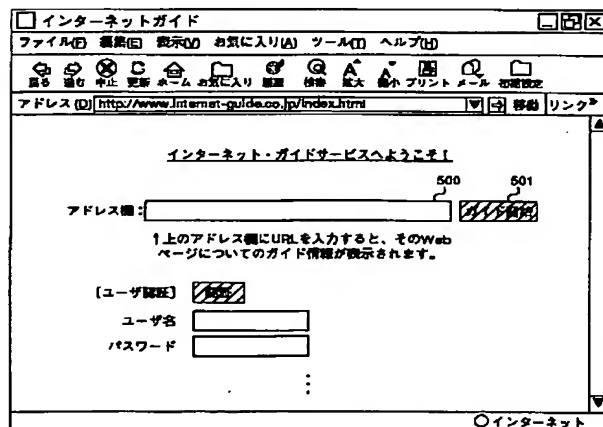 インターネットガイド
ファイル(F) 編集(E) 表示(V) お気に入り(A) ツール(T) ヘルプ(H)
戻る 進む 中止 更新 ホーム お気に入り 履歴 検索 拡大 縮小 プリント メール 初期設定
アドレス(D) http://www.internet-guide.co.jp/index.html 移動 リンク»
インターネット・ガイドサービスへようこそ!
500 501
アドレス欄:
↑上のアドレス欄にURLを入力すると、そのWeb
ページについてのガイド情報が表示されます。
[ユーザ認証]
ユーザ名
パスワード
インターネット